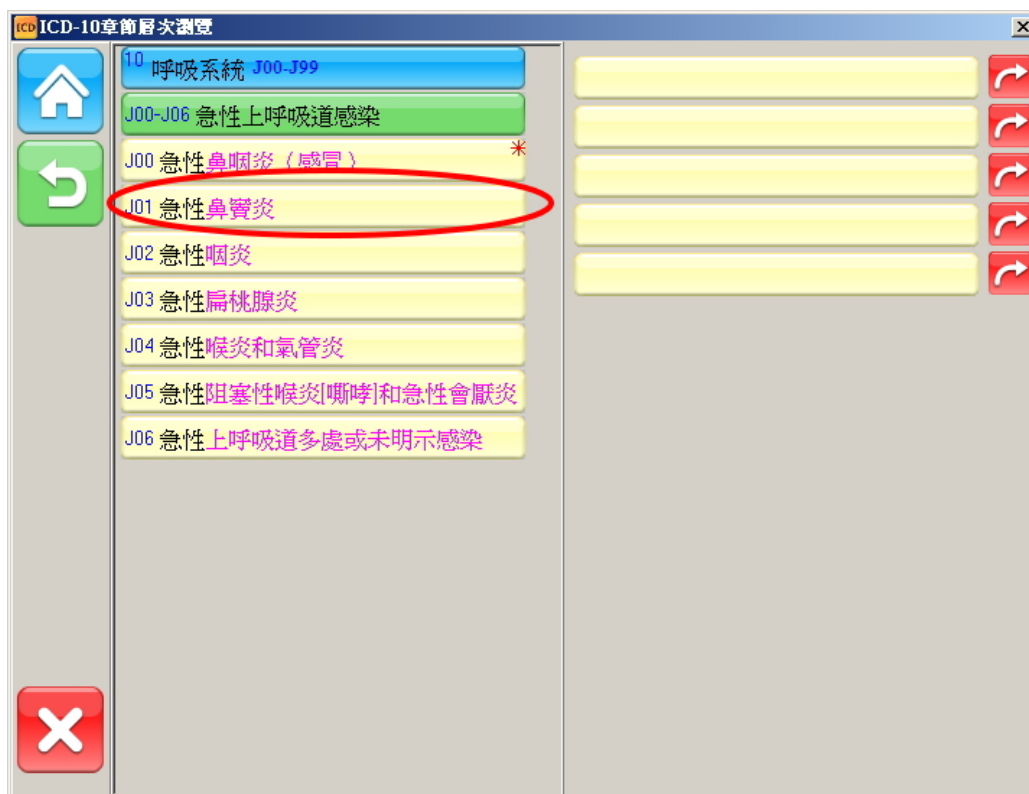 ICD ICD-10章節層次瀏覽
10 呼吸系統 J00-J99
J00-J06 急性上呼吸道感染
J00 急性鼻咽炎（感冒） *
J01 急性鼻竇炎
J02 急性咽炎
J03 急性扁桃腺炎
J04 急性喉炎和氣管炎
J05 急性阻塞性喉炎[嘶哮]和急性會厭炎
J06 急性上呼吸道多處或未明示感染